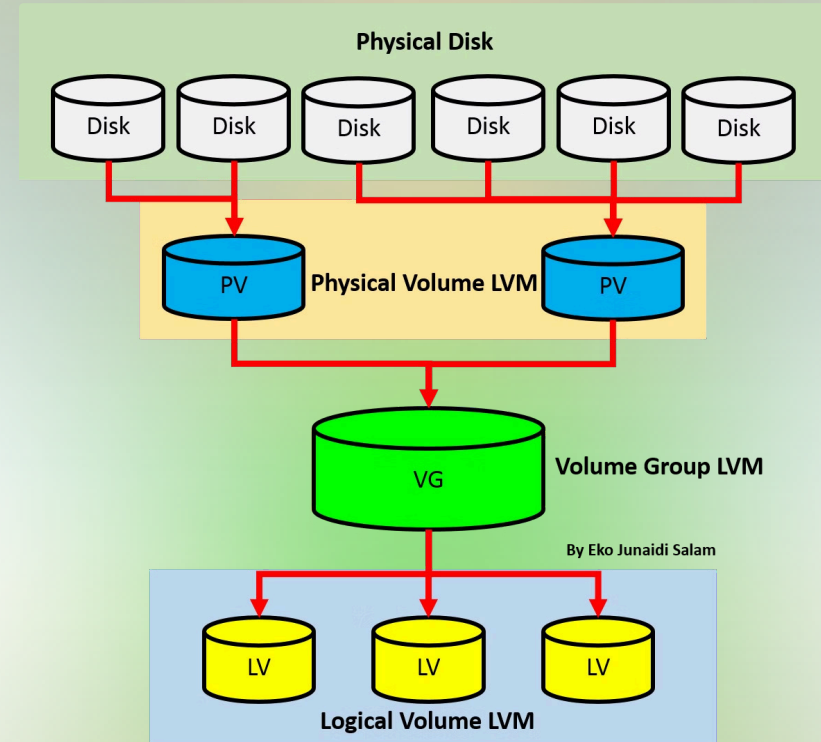 Physical Disk
Disk
Disk
Disk
Disk
Disk
Disk
PV
Physical Volume LVM
PV
VG
Volume Group LVM
By Eko Junaidi Salam
LV
LV
LV
Logical Volume LVM